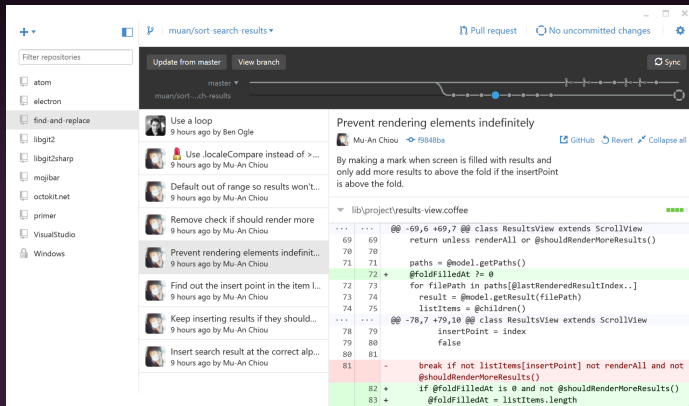 muan/sort-search-results
Pull request
No uncommitted changes
Filter repositories
atom
electron
find-and-replace
libgit2
libgit2sharp
mojibar
octokit.net
primer
VisualStudio
Windows
Update from master
View branch
Sync
master
muan/sort-...ch-results
Use a loop
9 hours ago by Ben Ogle
Use .localeCompare instead of >...
9 hours ago by Mu-An Chiou
Default out of range so results won't...
9 hours ago by Mu-An Chiou
Remove check if should render more
9 hours ago by Mu-An Chiou
Prevent rendering elements indefinit...
9 hours ago by Mu-An Chiou
Find out the insert point in the item l...
9 hours ago by Mu-An Chiou
Keep inserting results if they should...
9 hours ago by Mu-An Chiou
Insert search result at the correct alp...
9 hours ago by Mu-An Chiou
Prevent rendering elements indefinitely
Mu-An Chiou f9848ba GitHub Revert Collapse all
By making a mark when screen is filled with results and
only add more results to above the fold if the insertPoint
is above the fold.
lib\project\results-view.coffee
... ... @@ -69,6 +69,7 @@ class ResultsView extends ScrollView
69 69 return unless renderAll or @shouldRenderMoreResults()
70 70
71 71 paths = @model.getPaths()
72 + @foldFilledAt ?= 0
72 73 for filePath in paths[@lastRenderedResultIndex..]
73 74 result = @model.getResult(filePath)
74 75 listItems = @children()
... ... @@ -78,7 +79,10 @@ class ResultsView extends ScrollView
78 79 insertPoint = index
79 80 false
80 81
81 - break if not listItems[insertPoint] not renderAll and not
@shouldRenderMoreResults()
82 + if @foldFilledAt is 0 and not @shouldRenderMoreResults()
83 + @foldFilledAt = listItems.length